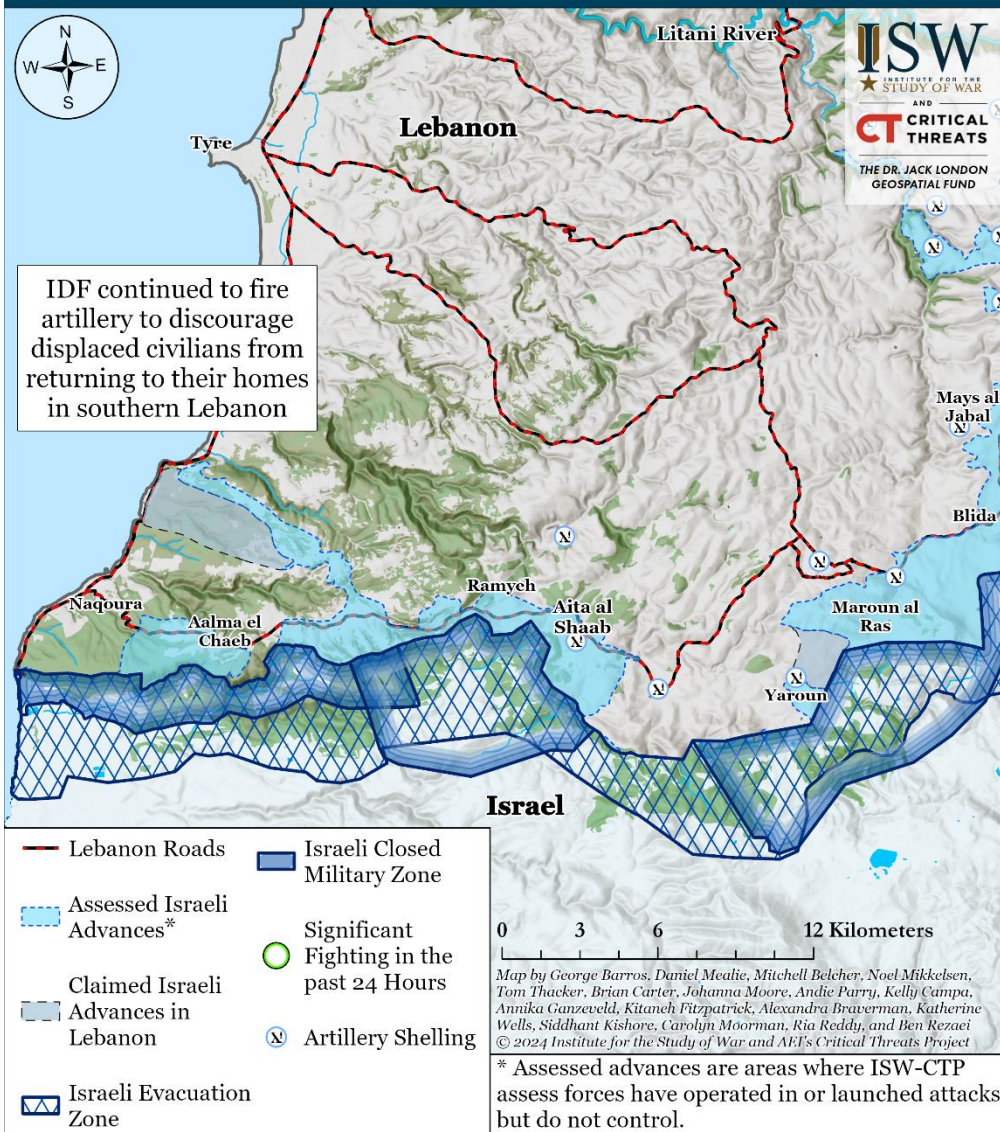 N
W
E
S
Litani River
ISW
INSTITUTE FOR THE
STUDY OF WAR
AND
CT CRITICAL
THREATS
THE DR. JACK LONDON
GEOSPATIAL FUND
Lebanon
Tyre
IDF continued to fire
artillery to discourage
displaced civilians from
returning to their homes
in southern Lebanon
Mays al
Jabal
Blida
Naqoura
Aalma el
Chaeb
Ramyeh
Aita al
Shaab
Maroun al
Ras
Yaroun
Israel
Lebanon Roads
Assessed Israeli
Advances*
Claimed Israeli
Advances in
Lebanon
Israeli Evacuation
Zone
Israeli Closed
Military Zone
Significant
Fighting in the
past 24 Hours
Artillery Shelling
0 3 6 12 Kilometers
Map by George Barros, Daniel Mealie, Mitchell Belcher, Noel Mikkelsen,
Tom Thacker, Brian Carter, Johanna Moore, Andie Parry, Kelly Campa,
Annika Ganzeveld, Kitaneh Fitzpatrick, Alexandra Braverman, Katherine
Wells, Siddhant Kishore, Carolyn Moorman, Ria Reddy, and Ben Rezaei
© 2024 Institute for the Study of War and AEI's Critical Threats Project
* Assessed advances are areas where ISW-CTP
assess forces have operated in or launched attacks
but do not control.